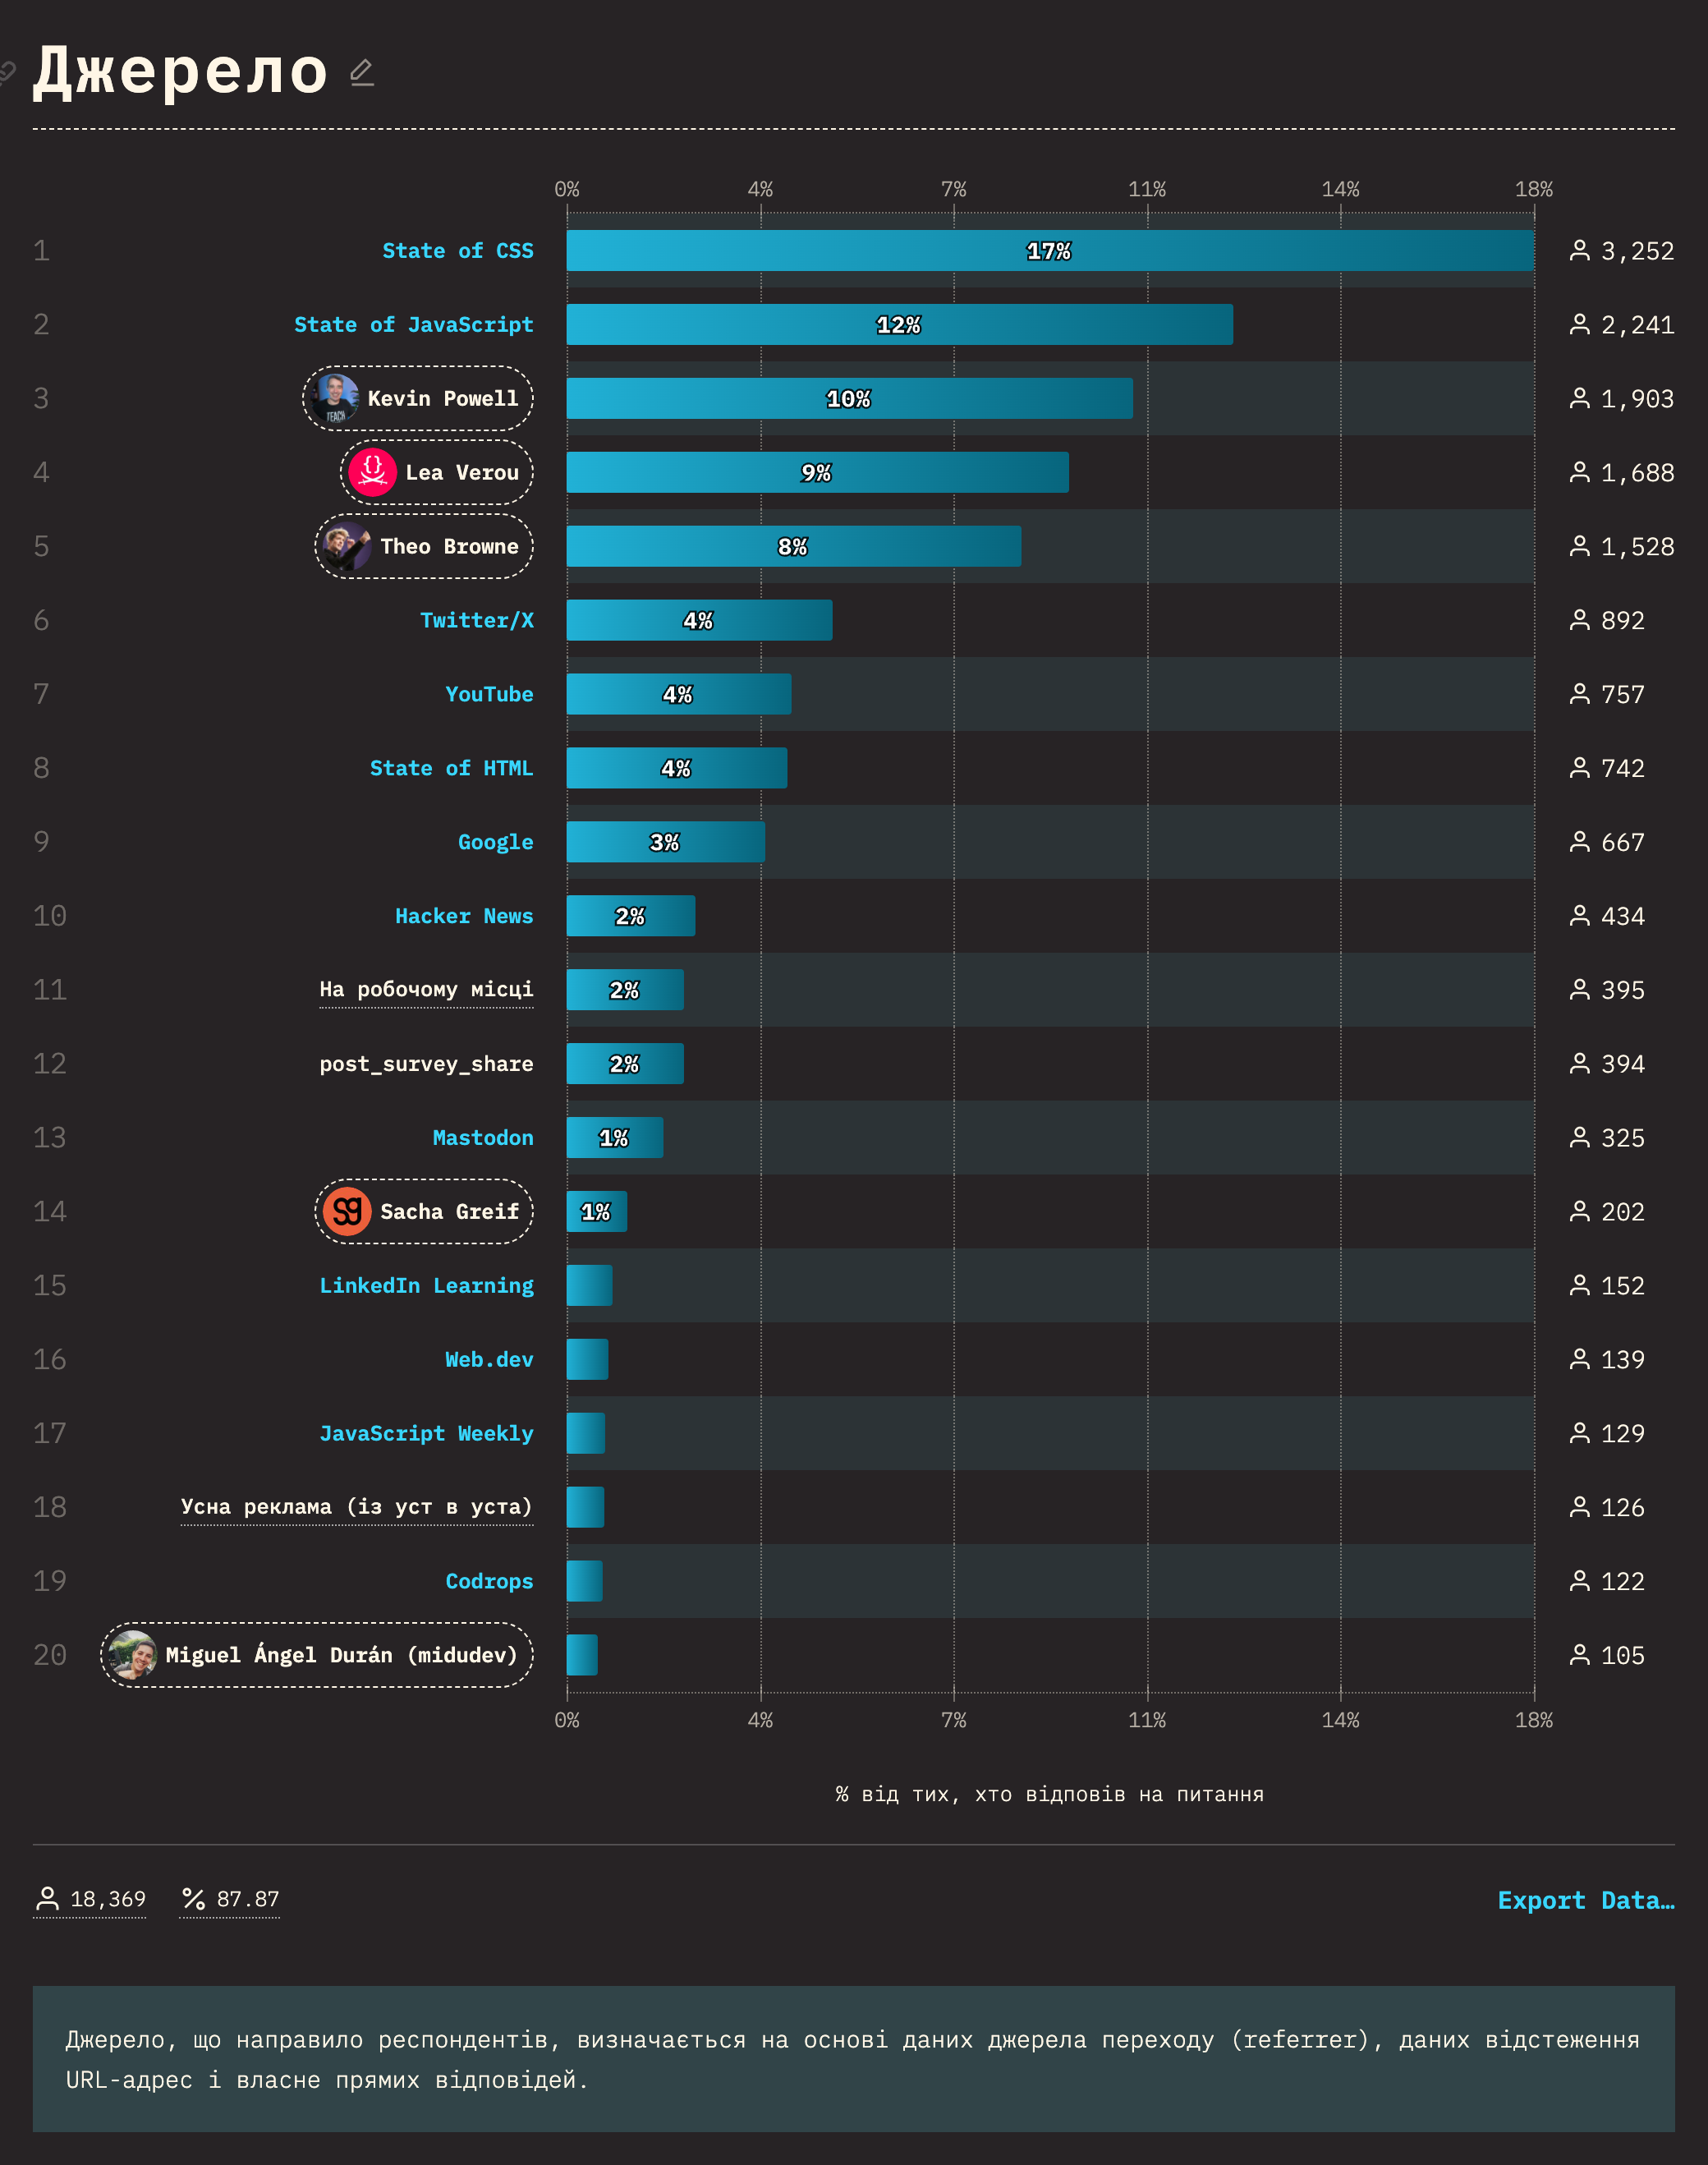 Джерело
0% 4% 7% 11% 14% 18%
1 State of CSS 17% 3,252
2 State of JavaScript 12% 2,241
3 Kevin Powell 10% 1,903
4 Lea Verou 9% 1,688
5 Theo Browne 8% 1,528
6 Twitter/X 4% 892
7 YouTube 4% 757
8 State of HTML 4% 742
9 Google 3% 667
10 Hacker News 2% 434
11 На робочому місці 2% 395
12 post_survey_share 2% 394
13 Mastodon 1% 325
14 Sacha Greif 1% 202
15 LinkedIn Learning 152
16 Web.dev 139
17 JavaScript Weekly 129
18 Усна реклама (із уст в уста) 126
19 Codrops 122
20 Miguel Ángel Durán (midudev) 105
0% 4% 7% 11% 14% 18%
% від тих, хто відповів на питання
18,369 % 87.87 Export Data…
Джерело, що направило респондентів, визначається на основі даних джерела переходу (referrer), даних відстеження
URL-адрес і власне прямих відповідей.